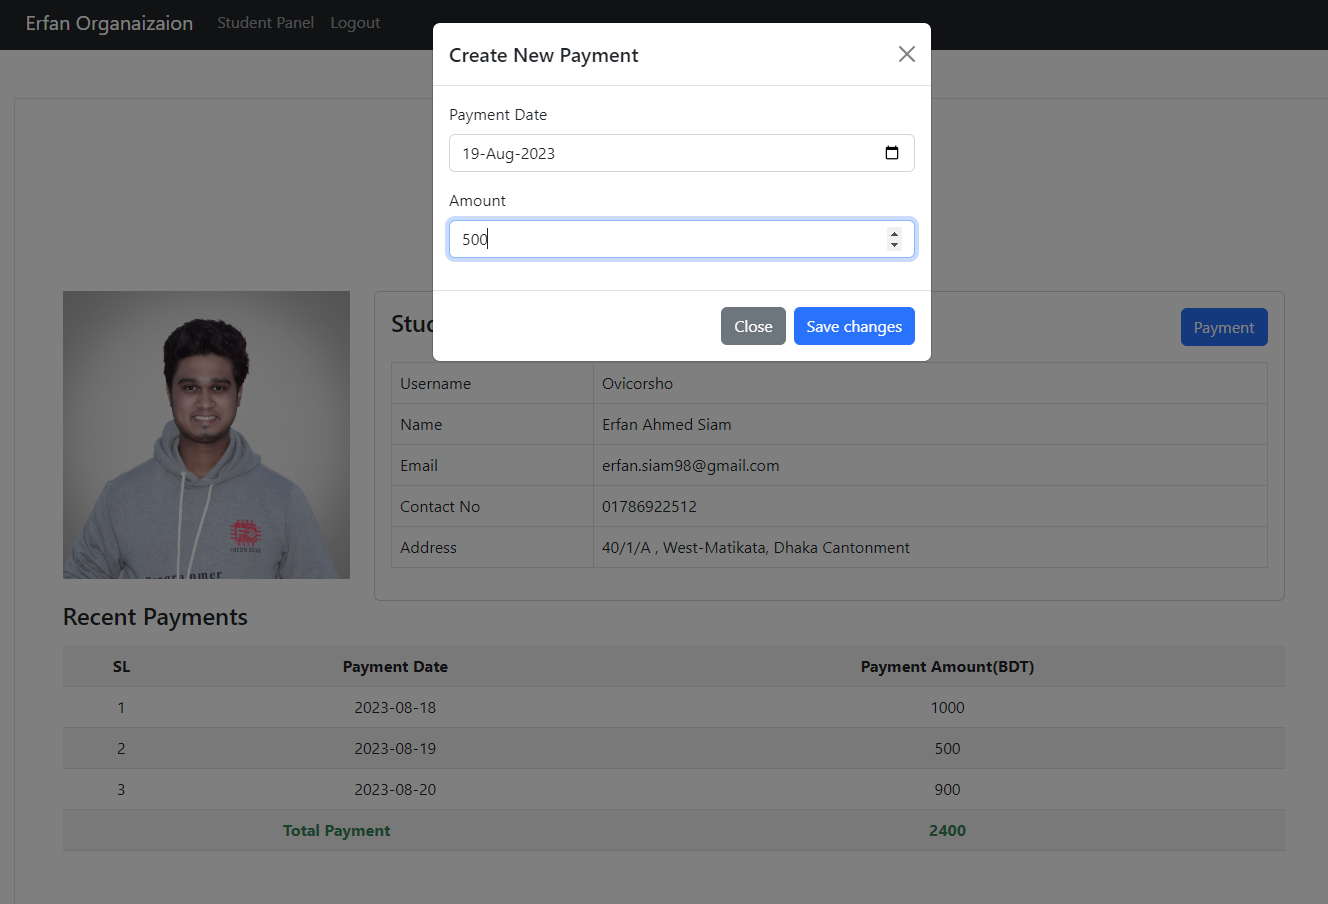 Erfan Organaizaion Student Panel Logout
Create New Payment
Payment Date
19-Aug-2023
Amount
500
Close Save changes
Payment
Username Ovicorsho
Name Erfan Ahmed Siam
Email erfan.siam98@gmail.com
Contact No 01786922512
Address 40/1/A , West-Matikata, Dhaka Cantonment
Recent Payments
SL Payment Date Payment Amount(BDT)
1 2023-08-18 1000
2 2023-08-19 500
3 2023-08-20 900
Total Payment 2400